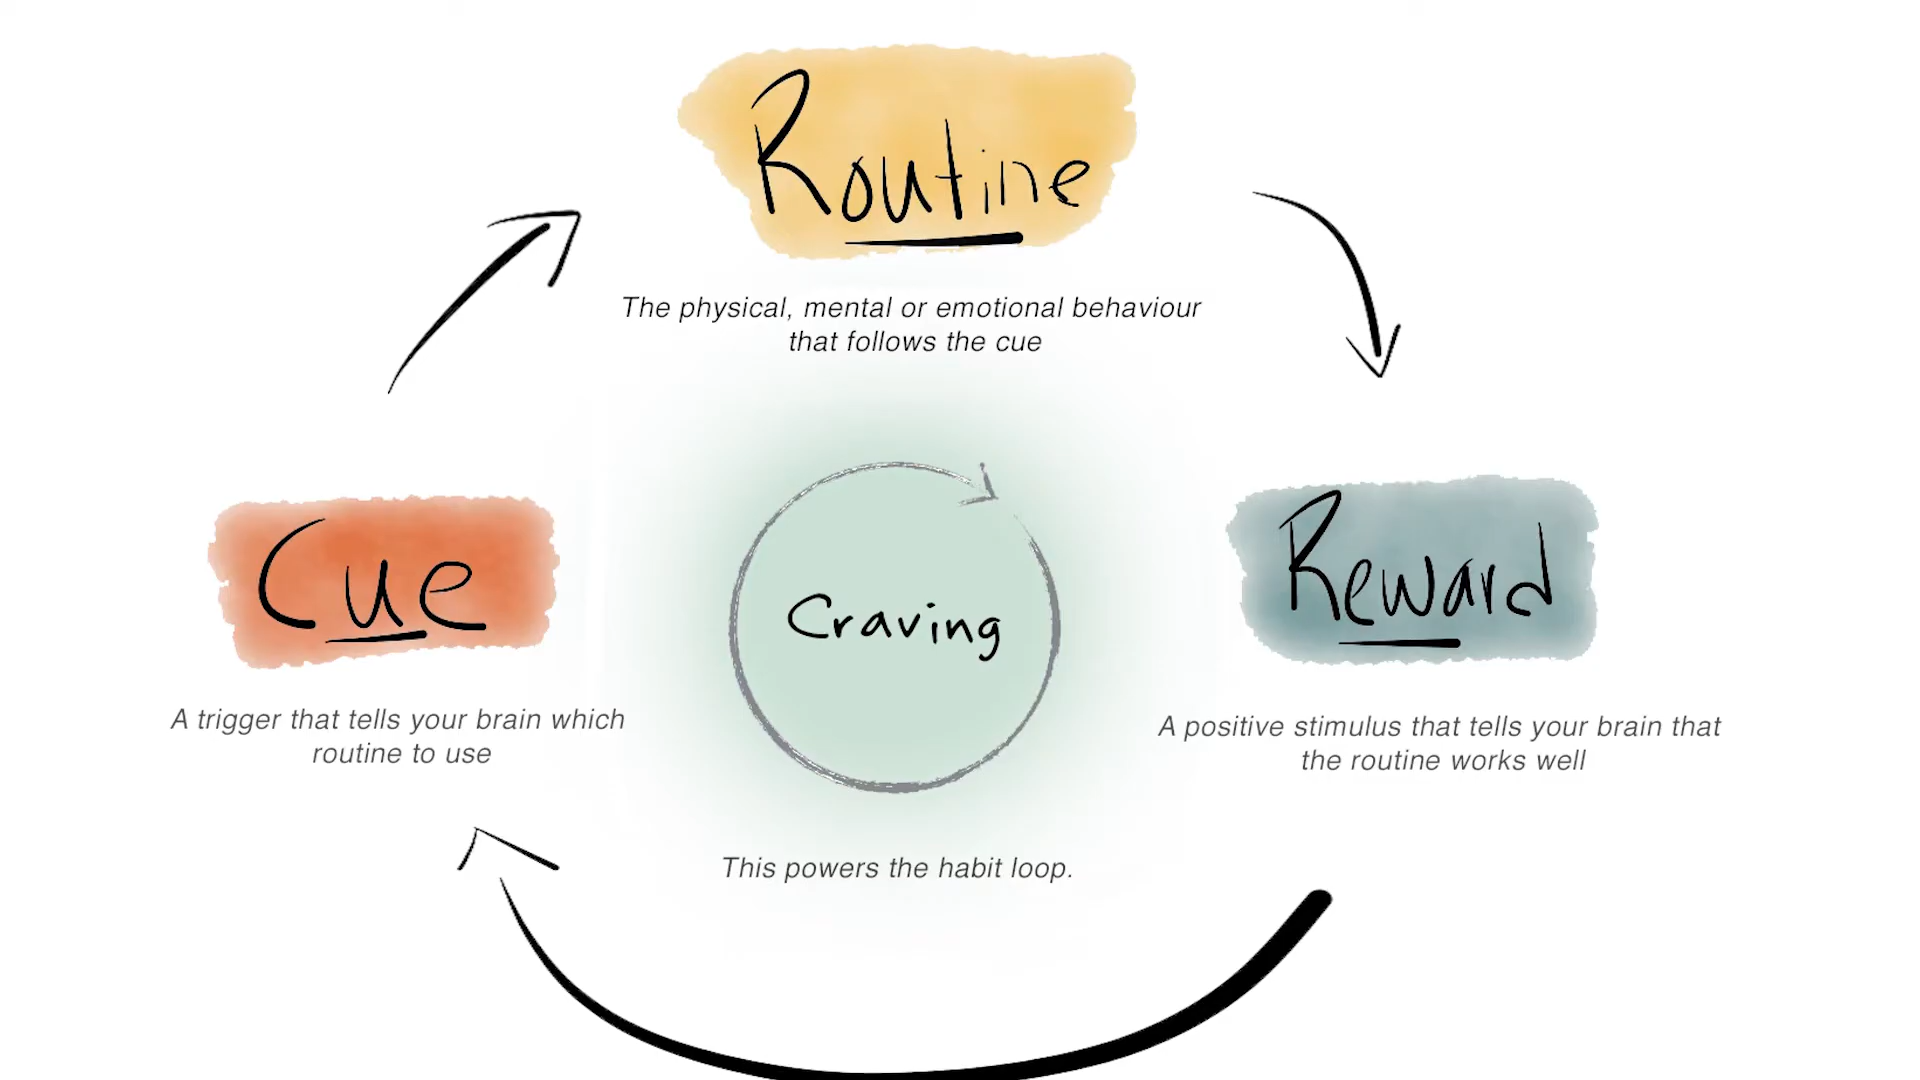 Routine
The physical, mental or emotional behaviour
that follows the cue
Cue
A trigger that tells your brain which
routine to use
Craving
This powers the habit loop.
Reward
A positive stimulus that tells your brain that
the routine works well